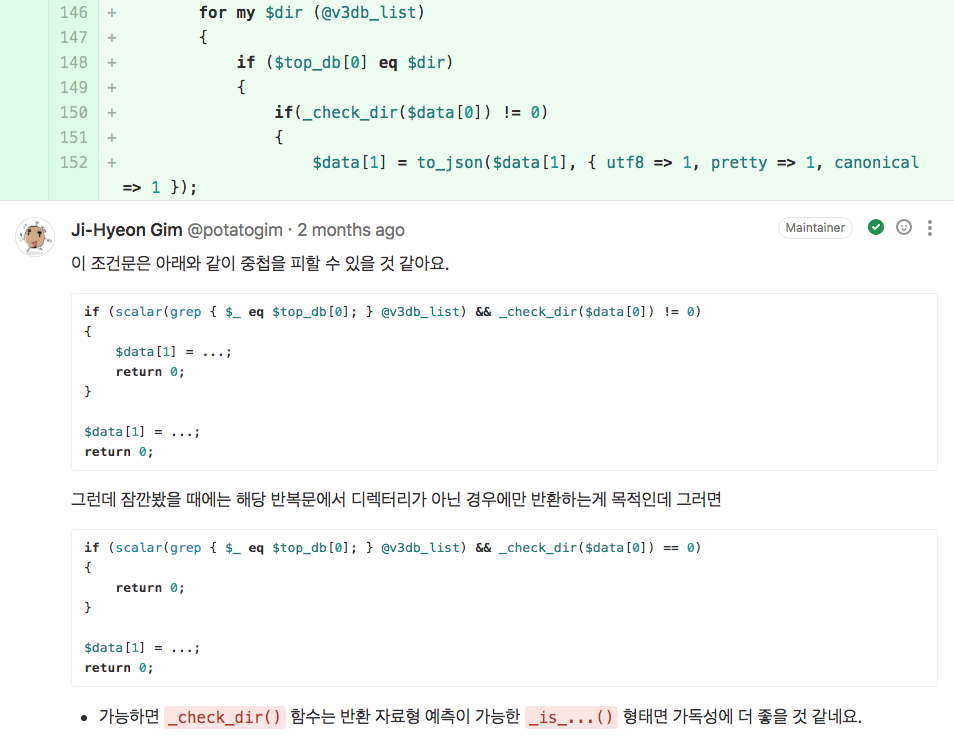 146 + for my $dir (@v3db_list)
147 + {
148 + if ($top_db[0] eq $dir)
149 + {
150 + if(_check_dir($data[0]) != 0)
151 + {
152 + $data[1] = to_json($data[1], { utf8 => 1, pretty => 1, canonical
=> 1 });
Ji-Hyeon Gim @potatogim · 2 months ago Maintainer
이 조건문은 아래와 같이 중첩을 피할 수 있을 것 같아요.
if (scalar(grep { $_ eq $top_db[0]; } @v3db_list) && _check_dir($data[0]) != 0)
{
$data[1] = ...;
return 0;
}
$data[1] = ...;
return 0;
그런데 잠깐봤을 때에는 해당 반복문에서 디렉터리가 아닌 경우에만 반환하는게 목적인데 그러면
if (scalar(grep { $_ eq $top_db[0]; } @v3db_list) && _check_dir($data[0]) == 0)
{
return 0;
}
$data[1] = ...;
return 0;
• 가능하면 _check_dir() 함수는 반환 자료형 예측이 가능한 _is_...() 형태면 가독성에 더 좋을 것 같네요.